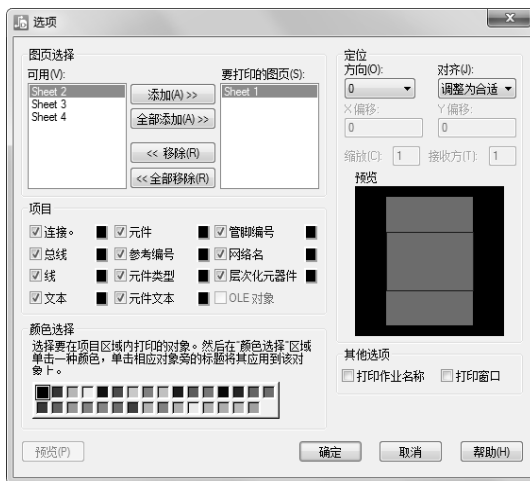 选项
图页选择
可用(V):
要打印的图页(S):
Sheet 2
Sheet 3
Sheet 4
添加(A) >>
全部添加(A) >>
<< 移除(R)
<<全部移除(R)
Sheet 1
定位
方向(O):
对齐(J):
0
调整为合适
X 偏移:
Y 偏移:
0
0
缩放(C):
1
接收方(T):
1
预览
项目
连接。
元件
管脚编号
总线
参考编号
网络名
线
元件类型
层次化元器件
文本
元件文本
OLE 对象
颜色选择
选择要在项目区域内打印的对象。然后在"颜色选择"区域
单击一种颜色，单击相应对象旁的标题将其应用到该对
象上。
其他选项
打印作业名称
打印窗口
预览(P)
确定
取消
帮助(H)